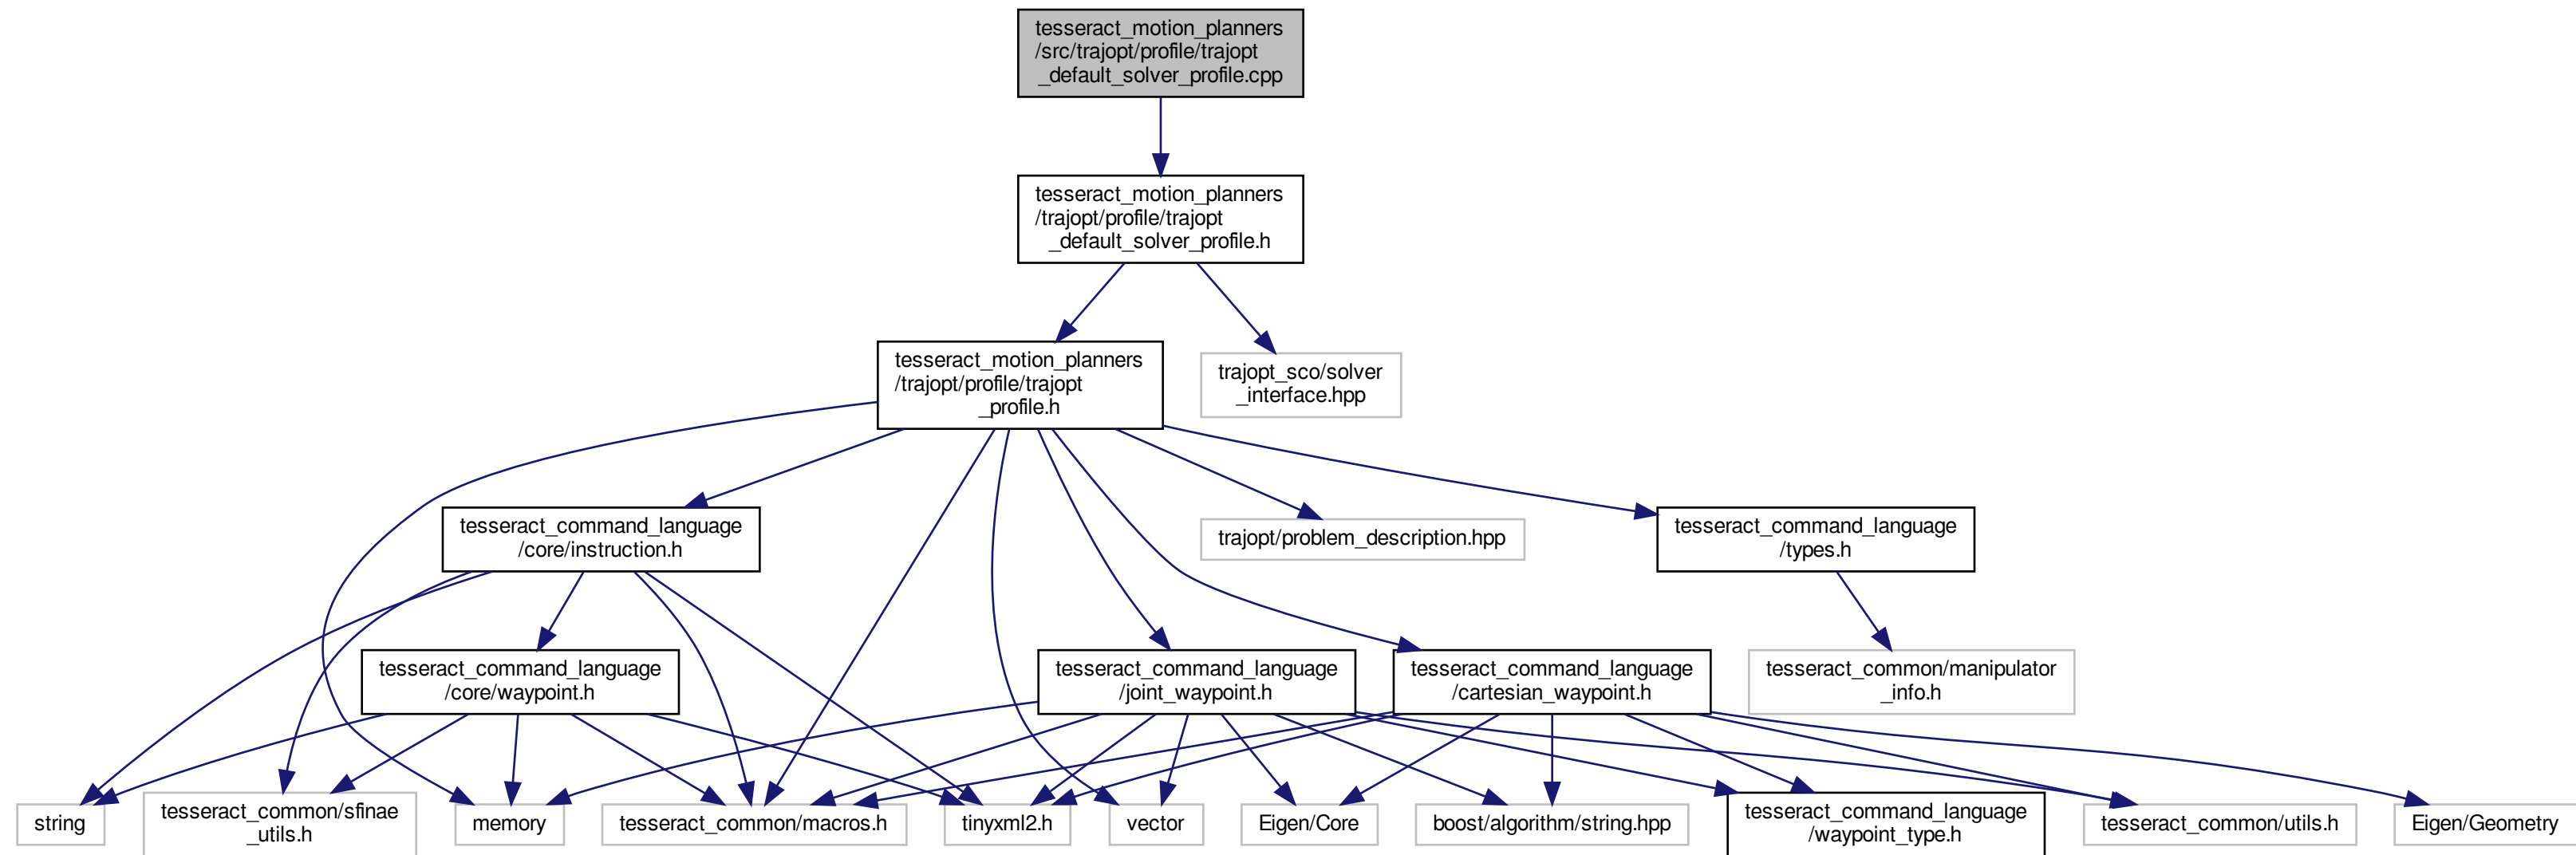 tesseract_motion_planners
/src/trajopt/profile/trajopt
_default_solver_profile.cpp
tesseract_motion_planners
/trajopt/profile/trajopt
_default_solver_profile.h
tesseract_motion_planners
/trajopt/profile/trajopt
_profile.h
trajopt_sco/solver
_interface.hpp
tesseract_command_language
/core/instruction.h
trajopt/problem_description.hpp
tesseract_command_language
/types.h
tesseract_command_language
/core/waypoint.h
tesseract_command_language
/joint_waypoint.h
tesseract_command_language
/cartesian_waypoint.h
tesseract_common/manipulator
_info.h
string
tesseract_common/sfinae
_utils.h
memory
tesseract_common/macros.h
tinyxml2.h
vector
Eigen/Core
boost/algorithm/string.hpp
tesseract_command_language
/waypoint_type.h
tesseract_common/utils.h
Eigen/Geometry